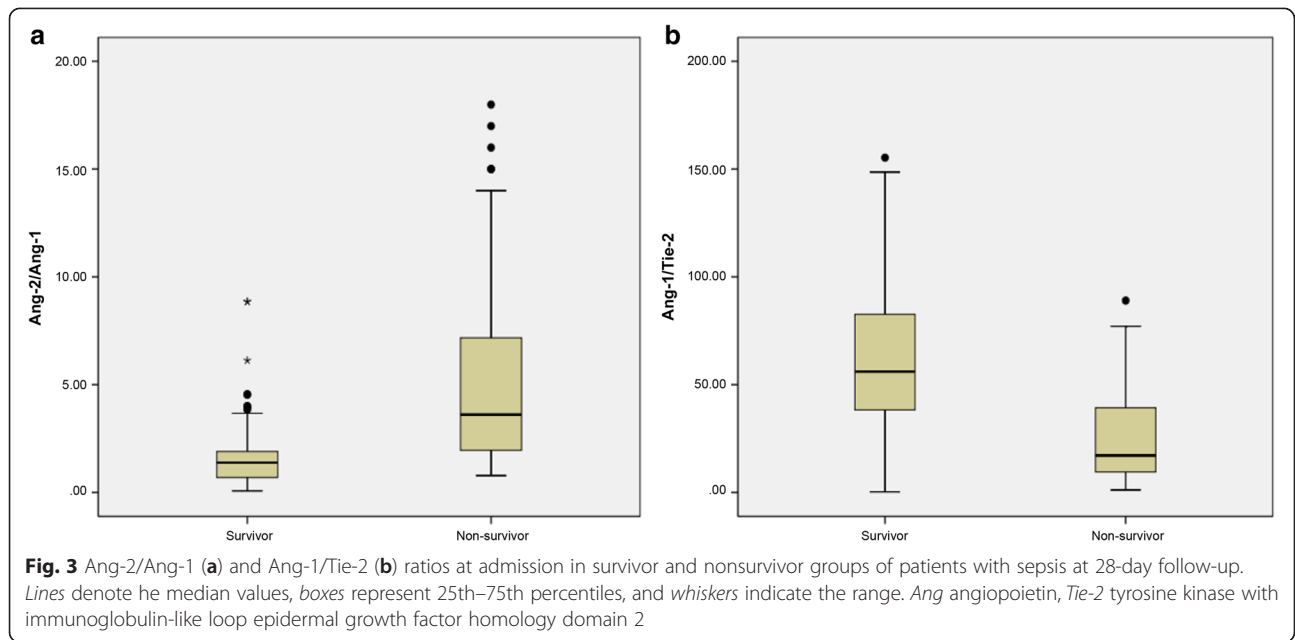 a
20.00
15.00
10.00
5.00
.00
Ang-2/Ang-1
Survivor
Non-survivor
b
200.00
150.00
100.00
50.00
.00
Ang-1/Tie-2
Survivor
Non-survivor
Fig. 3 Ang-2/Ang-1 (a) and Ang-1/Tie-2 (b) ratios at admission in survivor and nonsurvivor groups of patients with sepsis at 28-day follow-up.
Lines denote he median values, boxes represent 25th–75th percentiles, and whiskers indicate the range. Ang angiopoietin, Tie-2 tyrosine kinase with
immunoglobulin-like loop epidermal growth factor homology domain 2